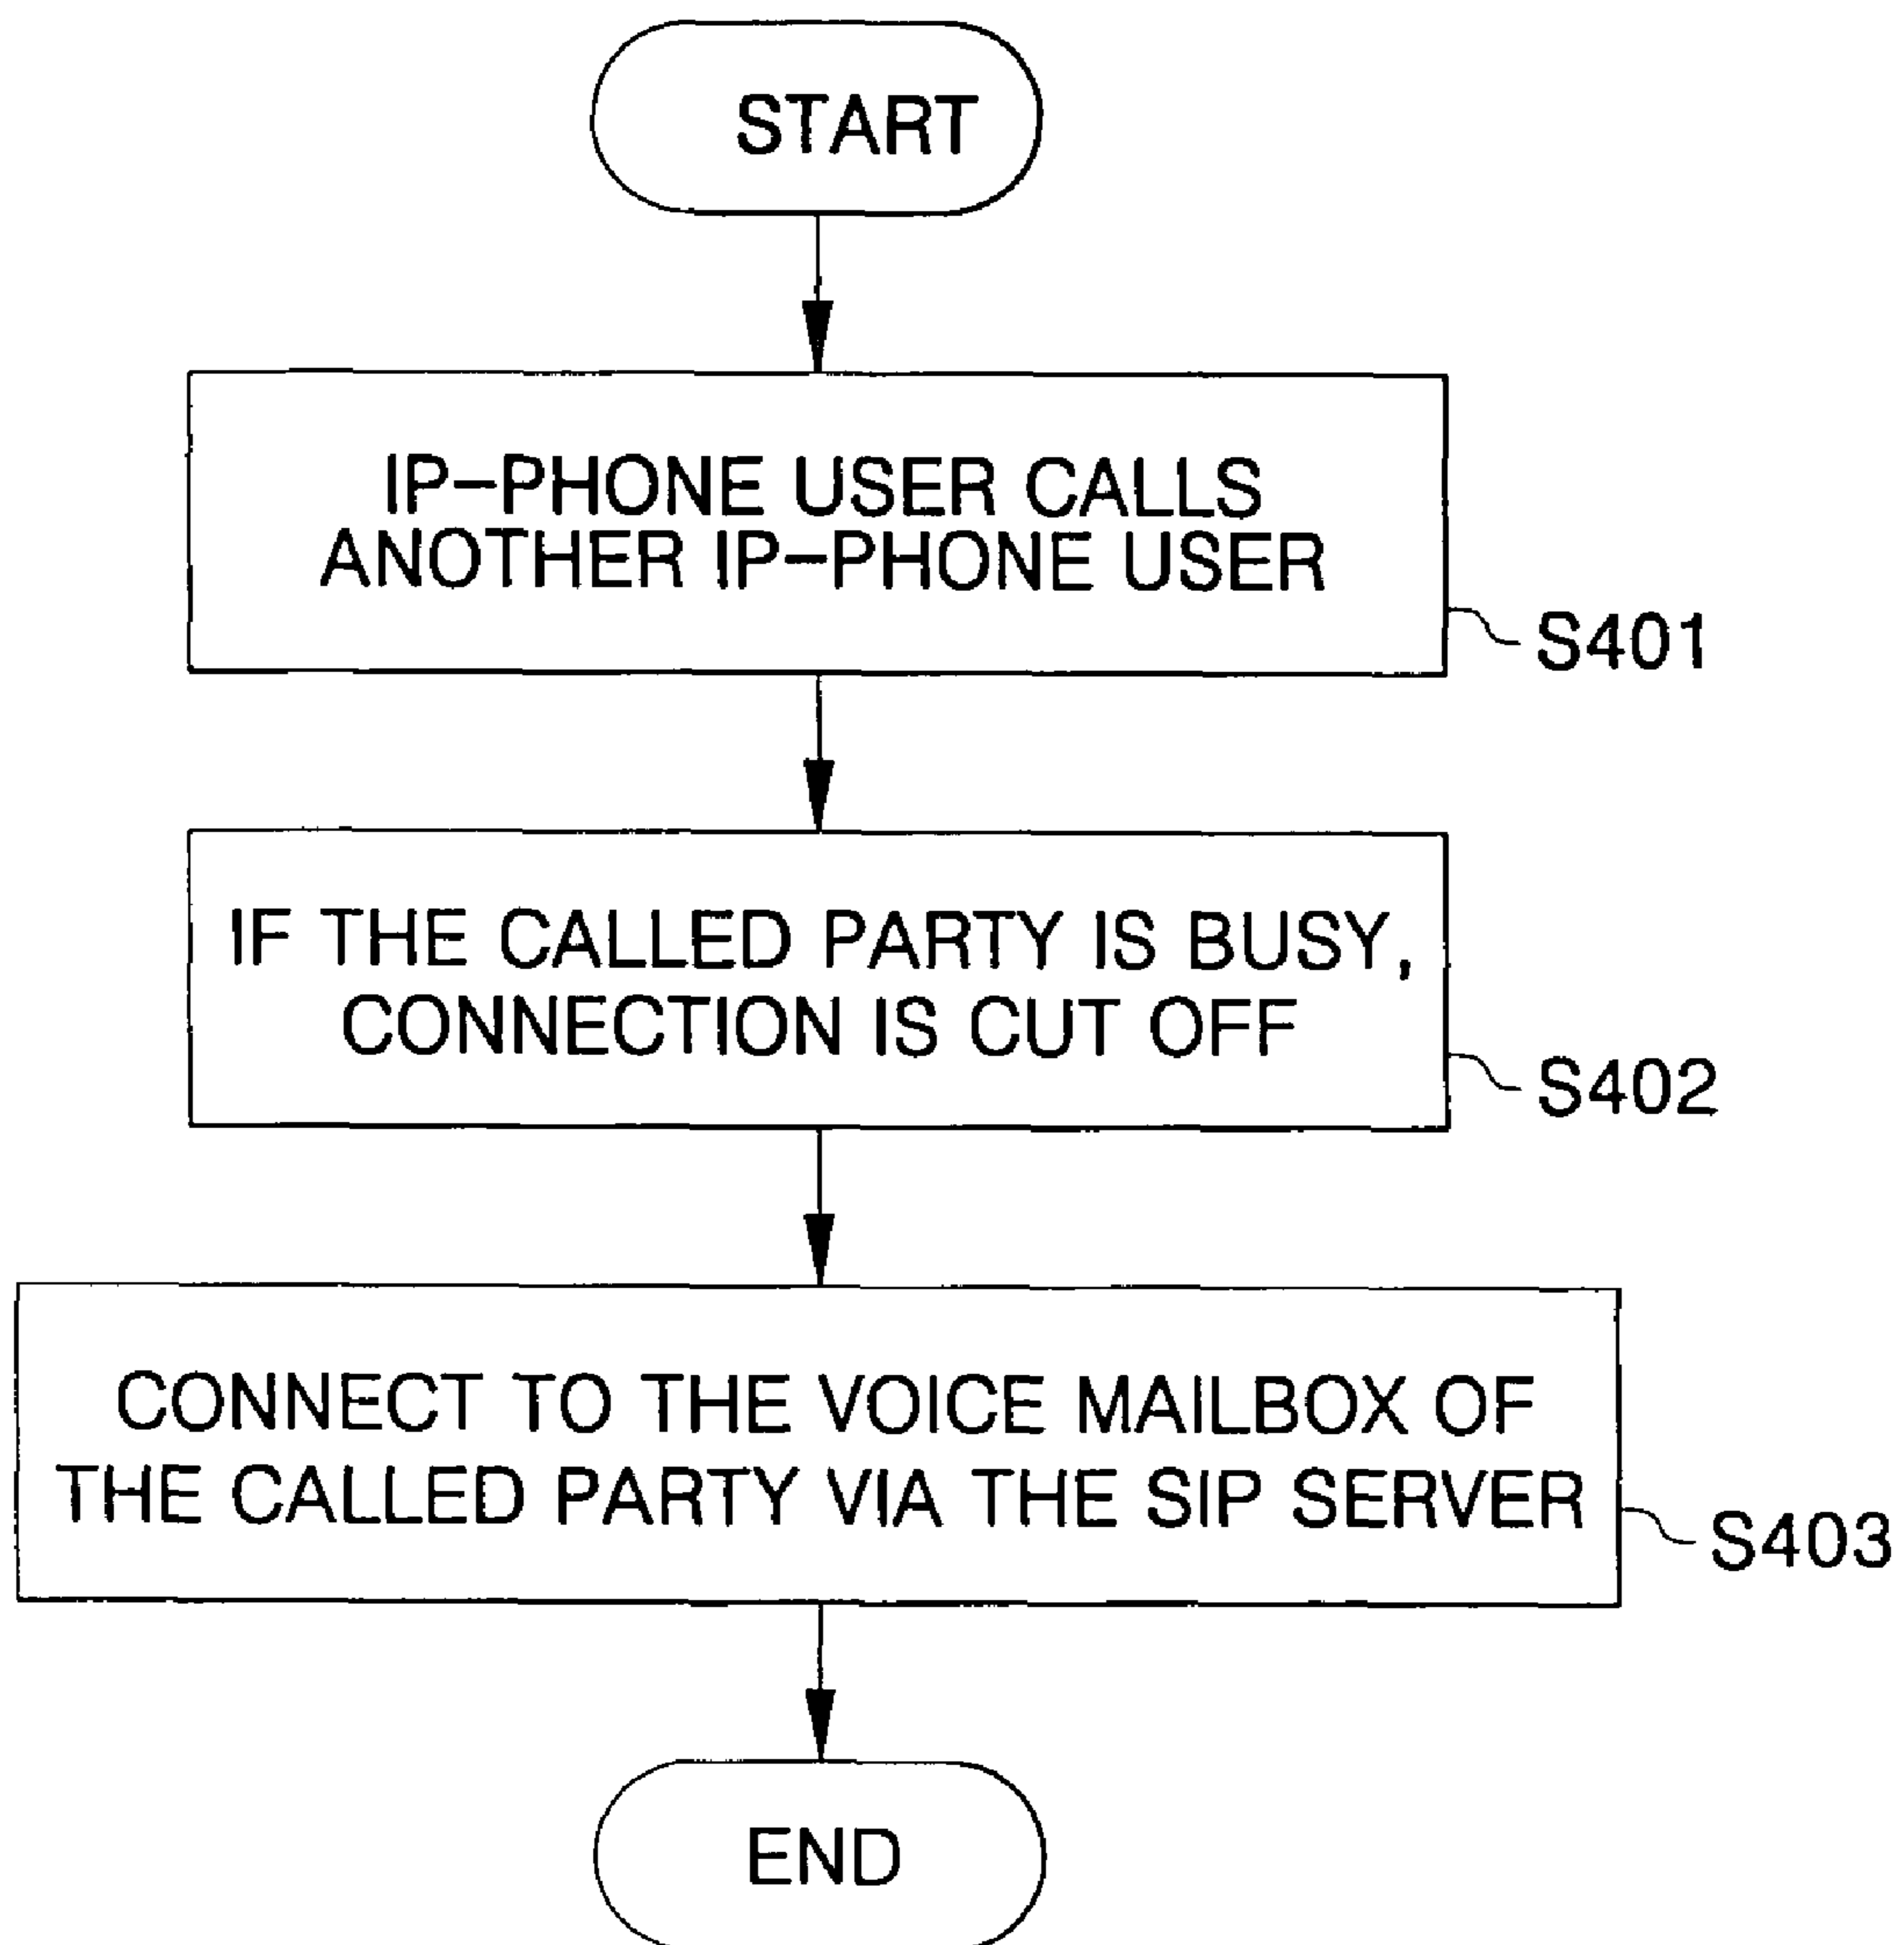 START
IP-PHONE USER CALLS
ANOTHER IP-PHONE USER
S401
IF THE CALLED PARTY IS BUSY,
CONNECTION IS CUT OFF
S402
CONNECT TO THE VOICE MAILBOX OF
THE CALLED PARTY VIA THE SIP SERVER
S403
END